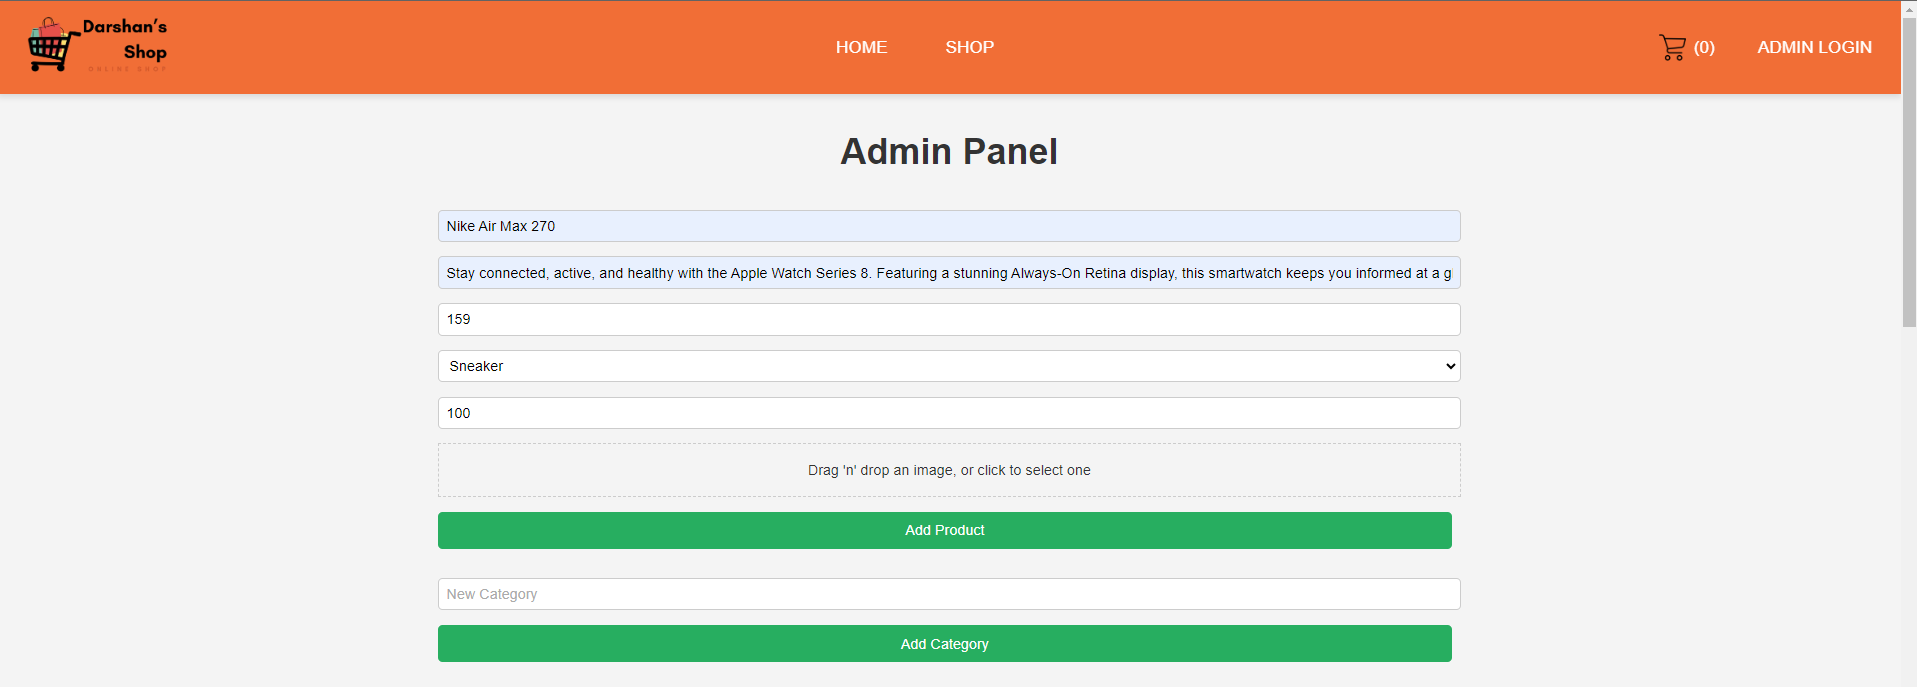 Darshan's
Shop
ONLINE SHOP
HOME
SHOP
(0)
ADMIN LOGIN
Admin Panel
Nike Air Max 270
Stay connected, active, and healthy with the Apple Watch Series 8. Featuring a stunning Always-On Retina display, this smartwatch keeps you informed at a g
159
Sneaker
100
Drag 'n' drop an image, or click to select one
Add Product
New Category
Add Category